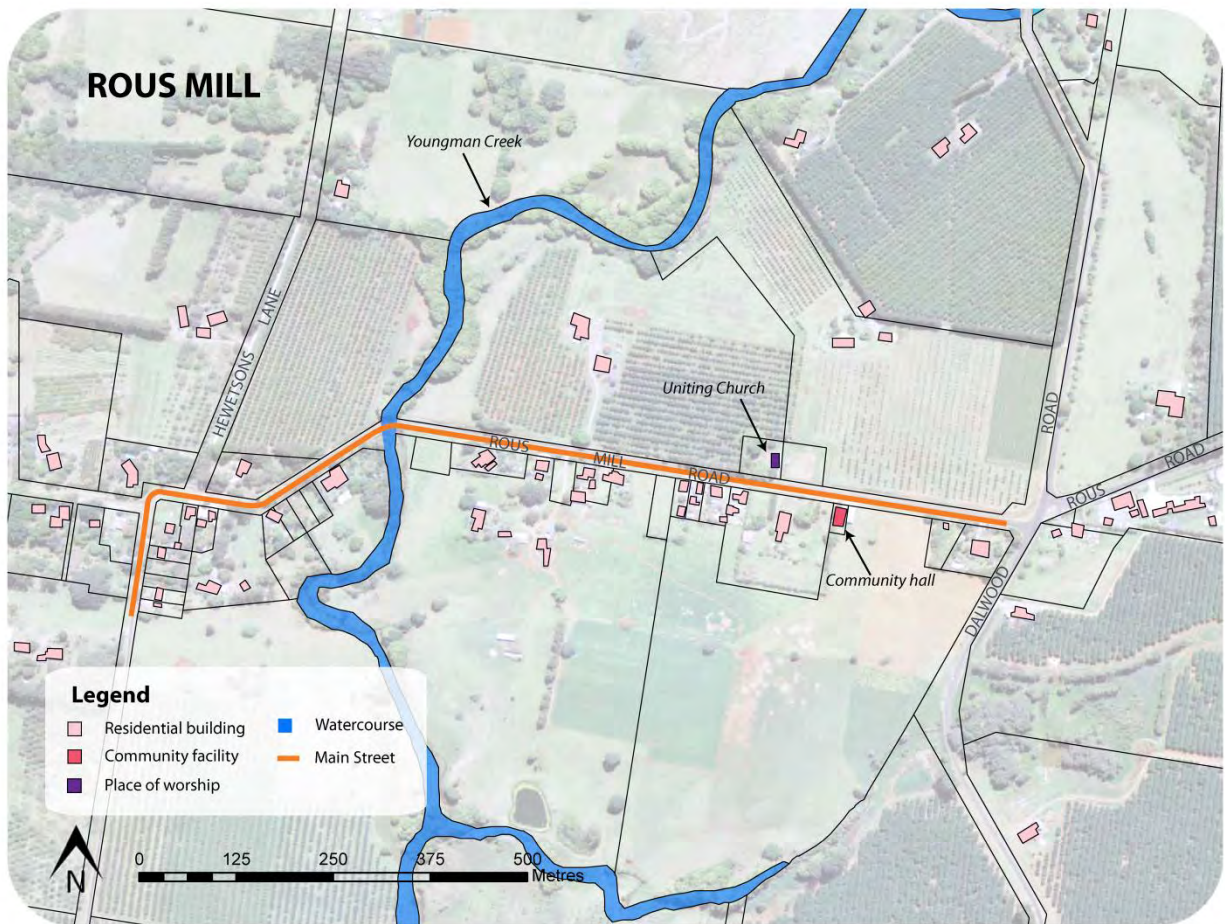 ROUS MILL
Youngman Creek
HEWETSONS LANE
Uniting Church
ROUS MILL ROAD
ROAD
ROUS ROAD
Community hall
DALWOOD
Legend
Residential building
Community facility
Place of worship
Watercourse
Main Street
N
0 125 250 375 500
Metres